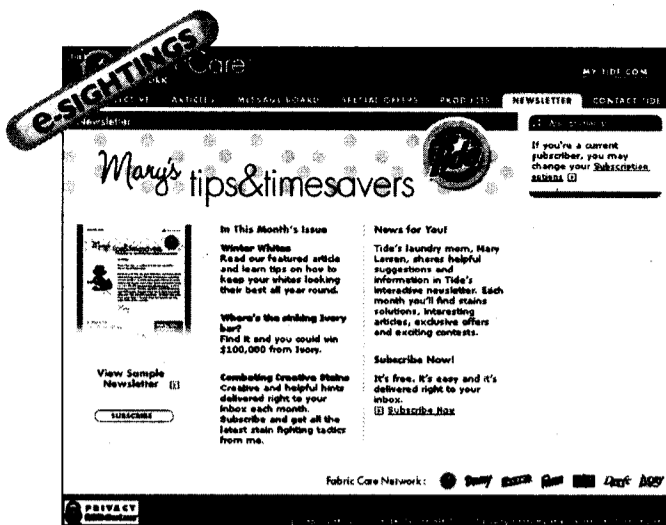 e-SIGHTINGS
Care
MY TIDE.COM
ARTICLES MESSAGE BOARD SPECIAL OFFERS PRODUCTS NEWSLETTER CONTACT TIDE
Newsletter
Mary's tips&timesavers
Tide
If you're a current
subscriber, you may
change your Subscription
options
In This Month's Issue
Winter Whites
Read our featured article
and learn tips on how to
keep your whites looking
their best all year round.
Where's the sinking Ivory
bar?
Find it and you could win
$100,000 from Ivory.
Combating Creative Stains
Creative and helpful hints
delivered right to your
inbox each month.
Subscribe and get all the
latest stain fighting tactics
from me.
News for You!
Tide's laundry mom, Mary
Larsen, shares helpful
suggestions and
information in Tide's
interactive newsletter. Each
month you'll find stains
solutions, interesting
articles, exclusive offers
and exciting contests.
Subscribe Now!
It's free. It's easy and it's
delivered right to your
inbox.
Subscribe Now
View Sample
Newsletter
SUBSCRIBE
Fabric Care Network:
PRIVACY